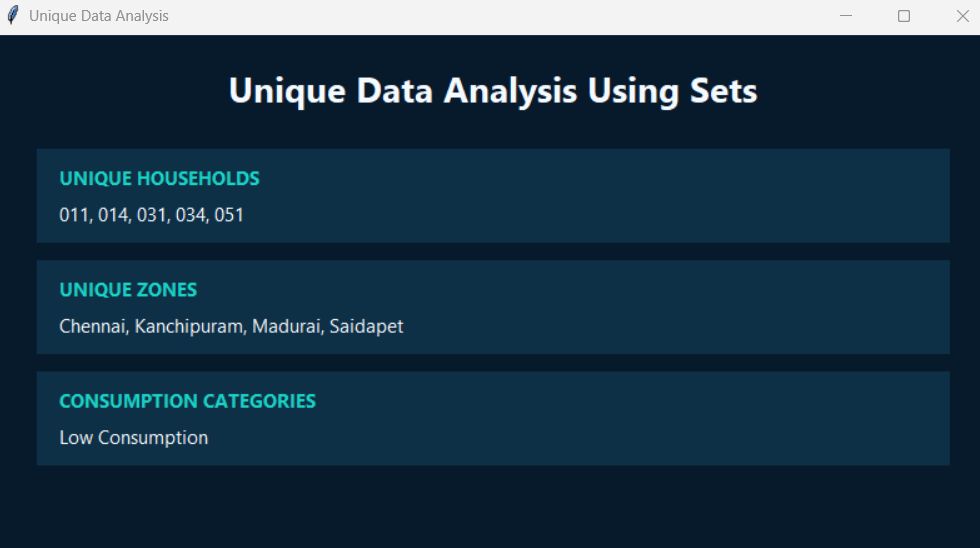 Unique Data Analysis
Unique Data Analysis Using Sets
UNIQUE HOUSEHOLDS
011, 014, 031, 034, 051
UNIQUE ZONES
Chennai, Kanchipuram, Madurai, Saidapet
CONSUMPTION CATEGORIES
Low Consumption